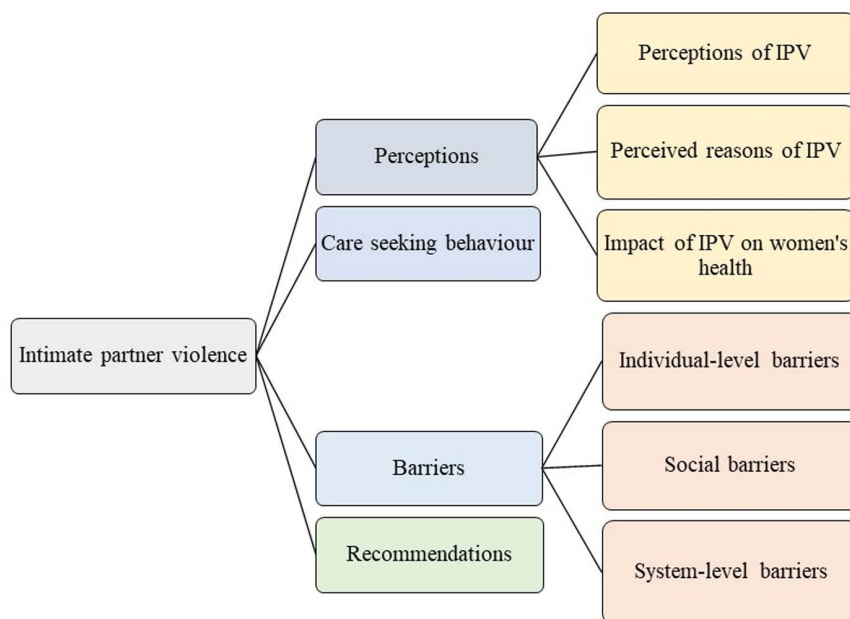 Intimate partner violence
Perceptions
Care seeking behaviour
Barriers
Recommendations
Perceptions of IPV
Perceived reasons of IPV
Impact of IPV on women's
health
Individual-level barriers
Social barriers
System-level barriers